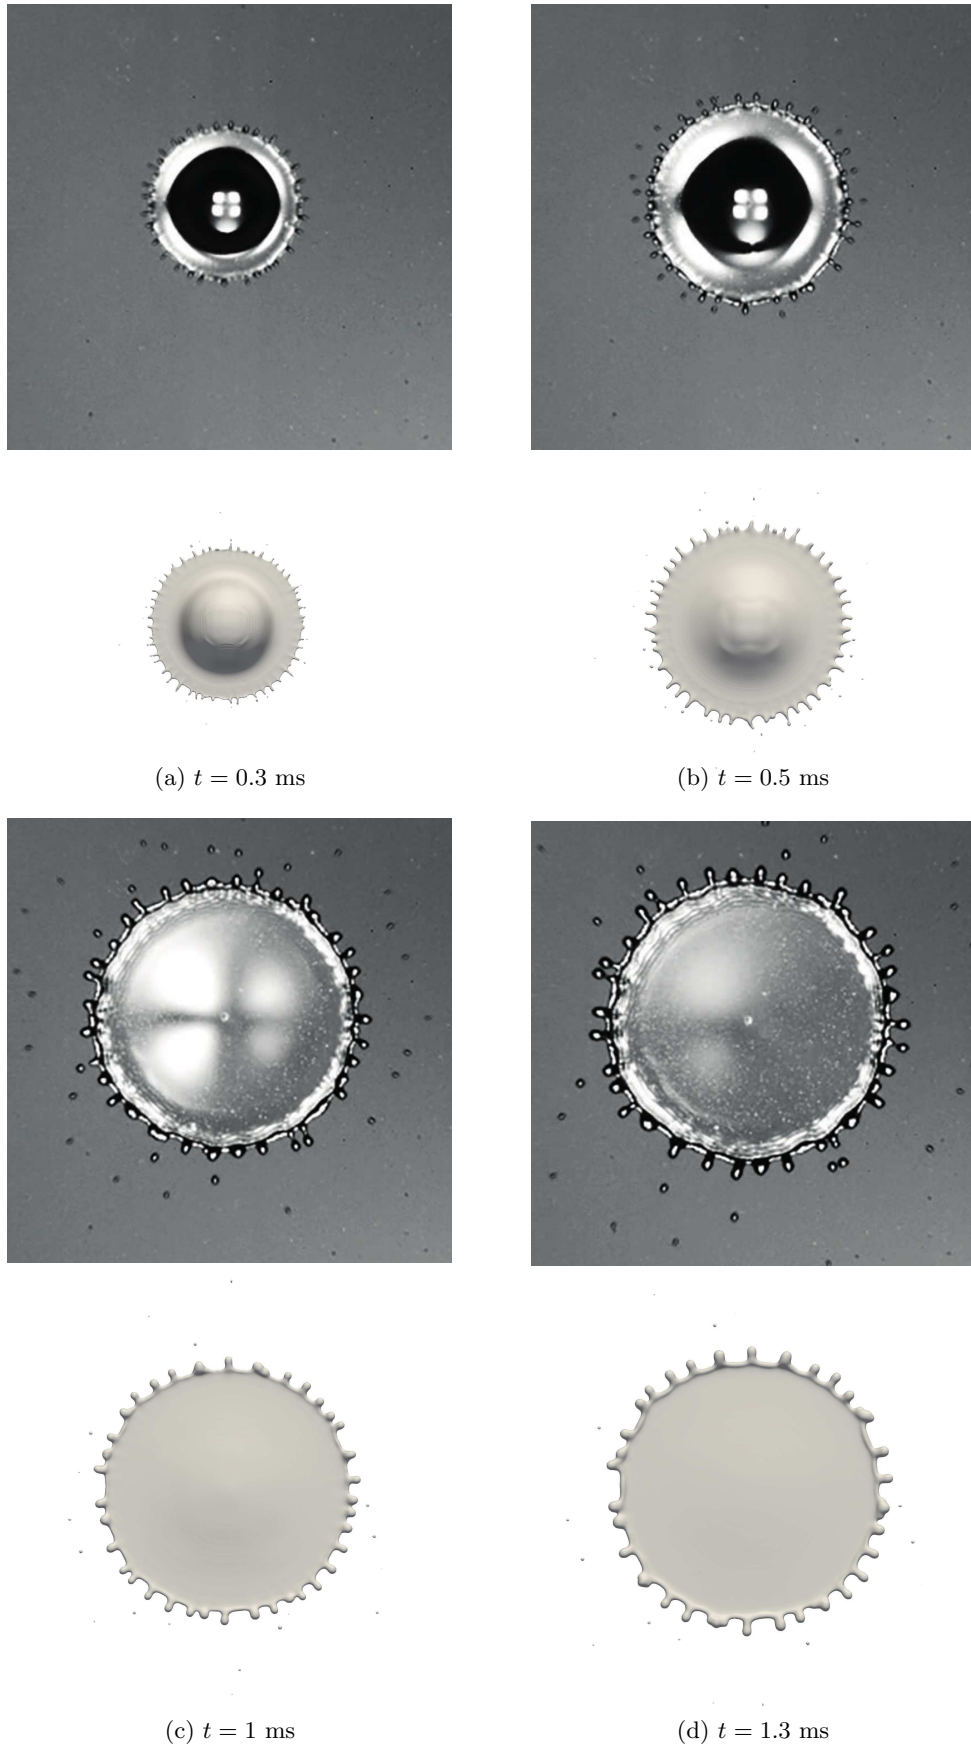 (a) t = 0.3 ms
(b) t = 0.5 ms
(c) t = 1 ms
(d) t = 1.3 ms